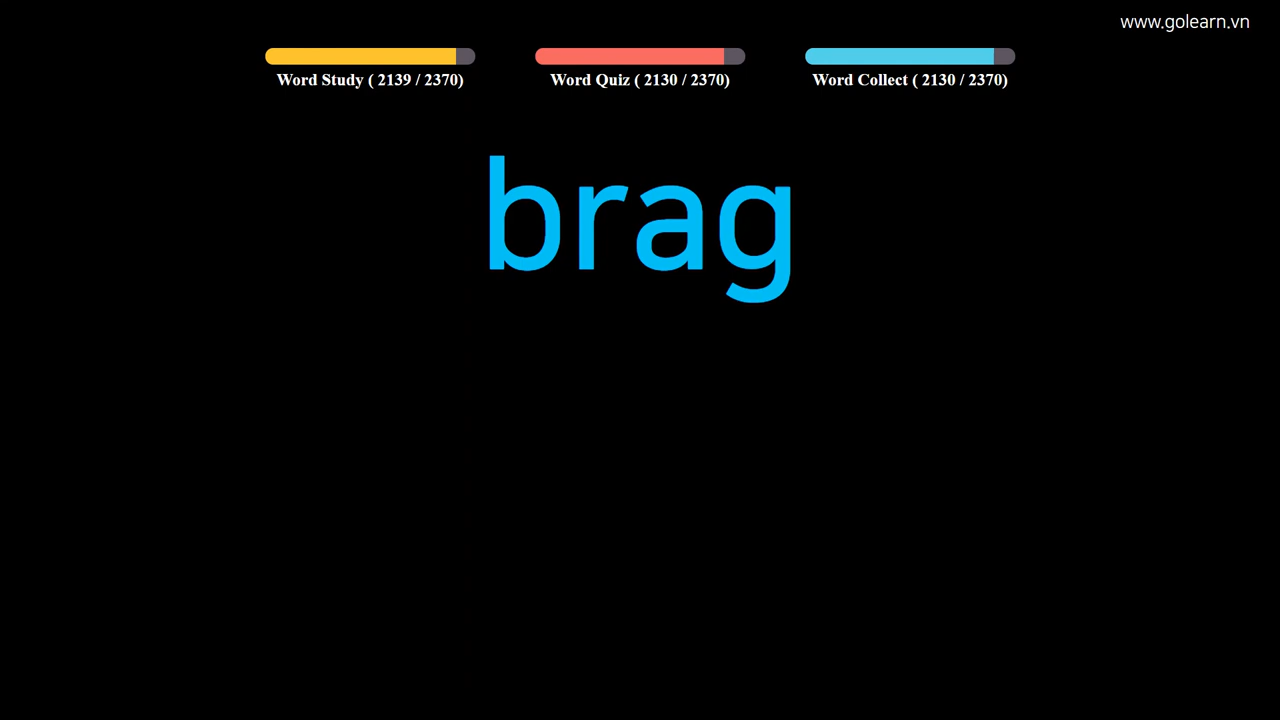 www.golearn.vn
Word Study ( 2139 / 2370)
Word Quiz ( 2130 / 2370)
Word Collect ( 2130 / 2370)
brag